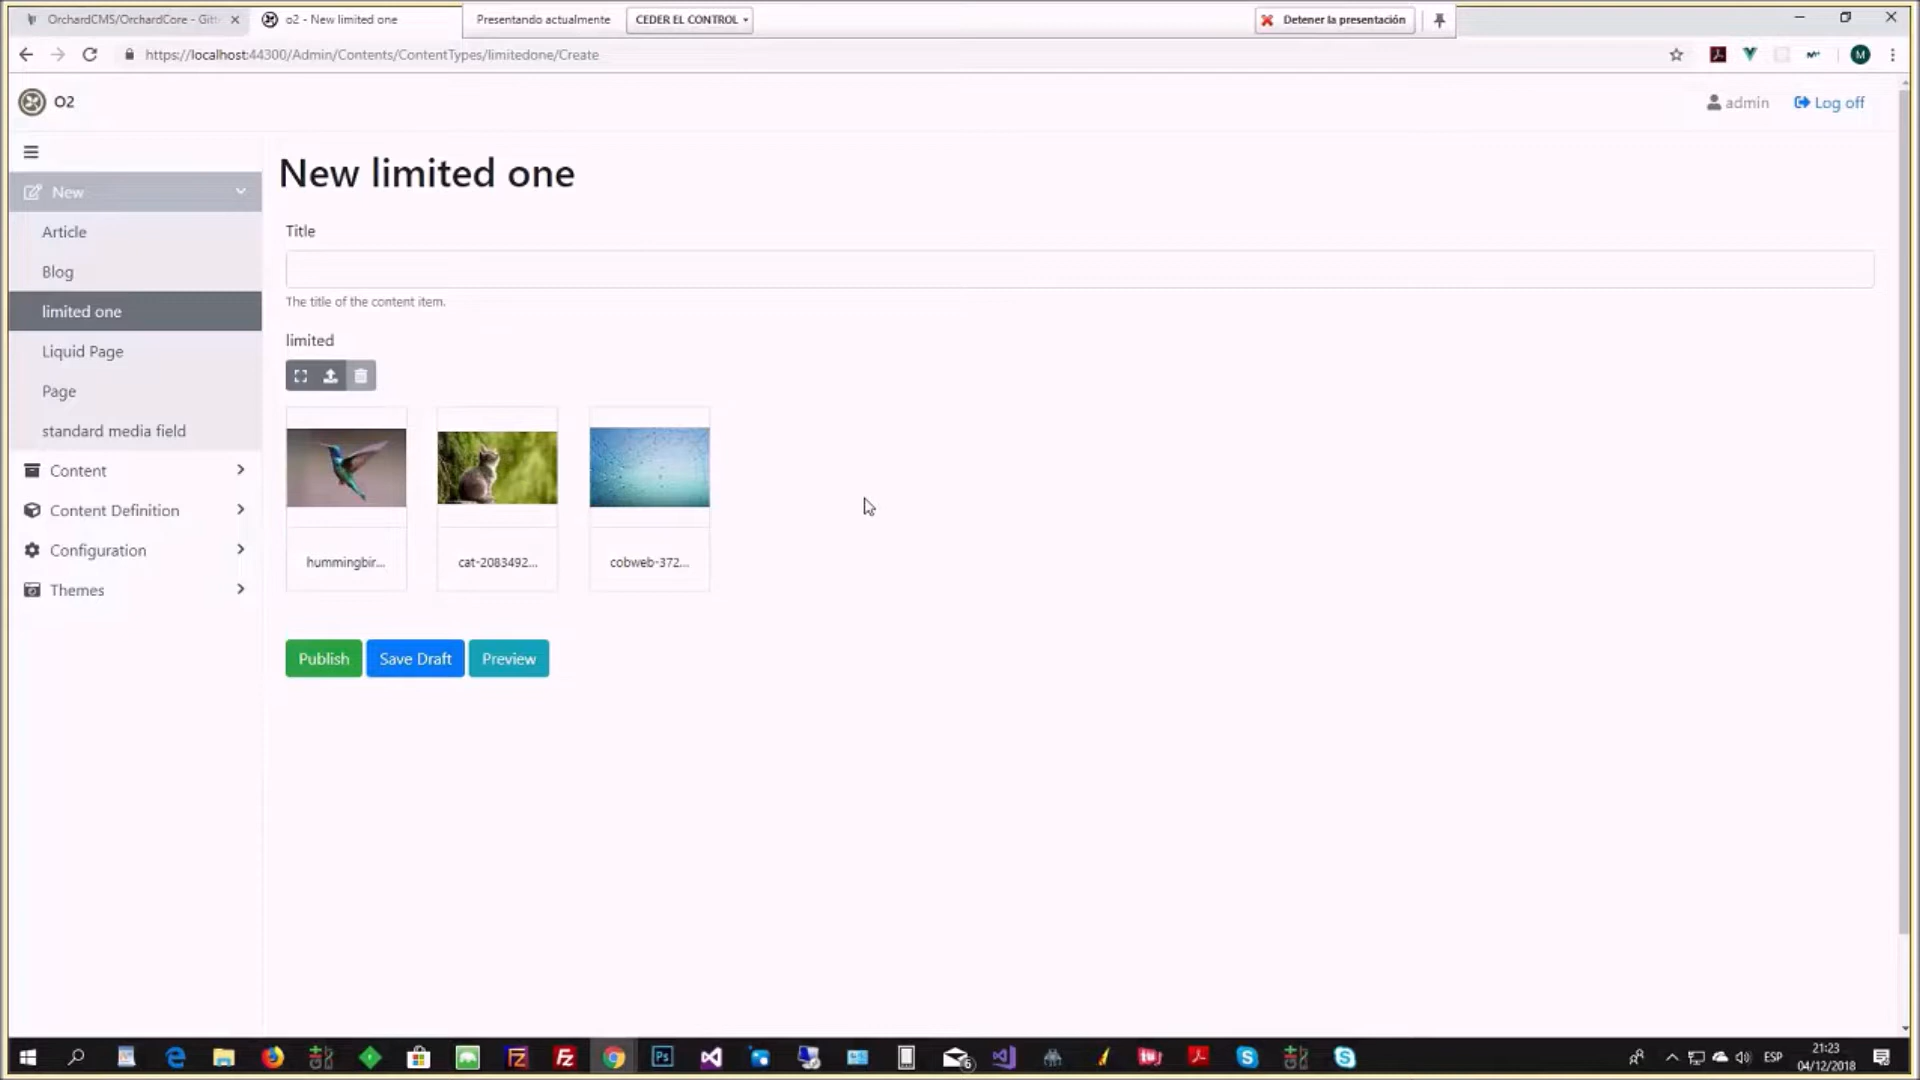 OrchardCMS/OrchardCore - Gitt
o2 - New limited one
Presentando actualmente
CEDER EL CONTROL
Detener la presentación
https://localhost:44300/Admin/Contents/ContentTypes/limitedone/Create
M
O2
admin
Log off
New
Article
Blog
limited one
Liquid Page
Page
standard media field
Content
Content Definition
Configuration
Themes
New limited one
Title
The title of the content item.
limited
hummingbir...
cat-2083492...
cobweb-372...
Publish
Save Draft
Preview
ESP
21:23
04/12/2018